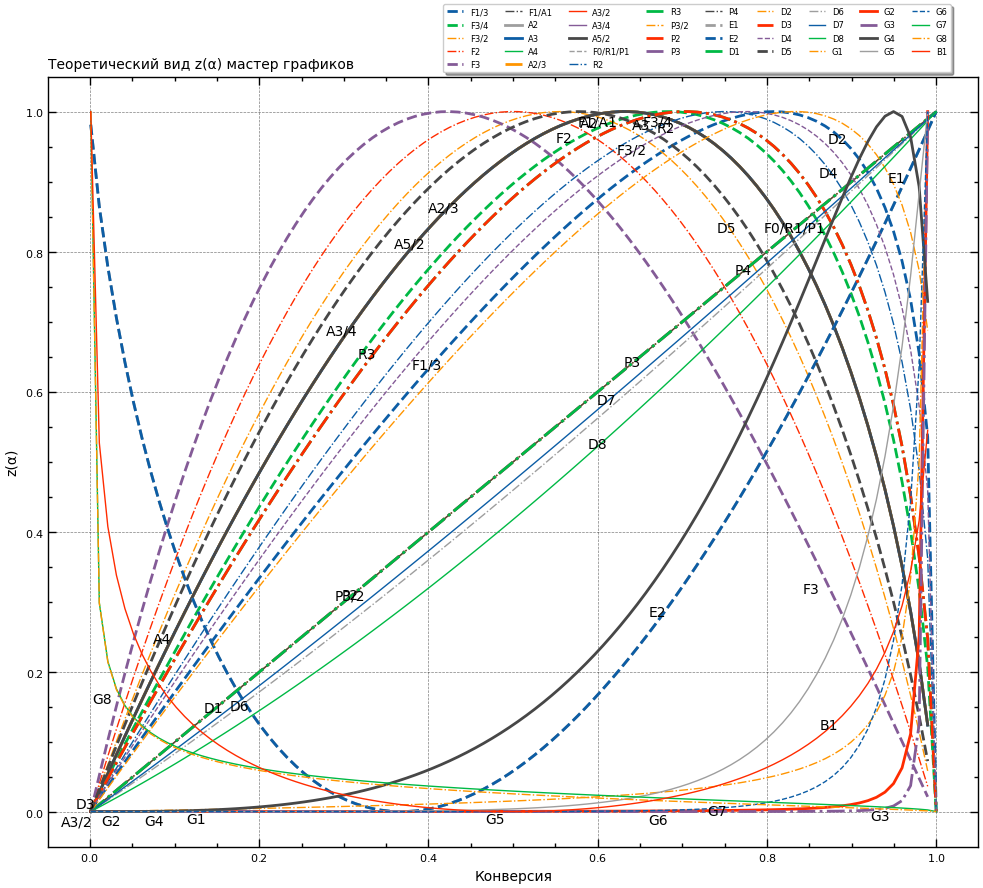 F1/3 F1/A1 A3/2 R3 P4 D2 D6 G2 G6
F3/4 A2 A3/4 P3/2 E1 D3 D7 G3 G7
F3/2 A3 A5/2 P2 E2 D4 D8 G4 G8
F2 A4 F0/R1/P1 P3 D1 D5 G1 G5 B1
F3 A2/3 R2
Теоретический вид z(α) мастер графиков
1.0
0.8
0.6
0.4
0.2
0.0
z(α)
F2
A2/A1
A3
F3/4
R2
F3/2
D2
D4
E1
A2/3
A5/2
D5
F0/R1/P1
P4
A3/4
R3
F1/3
P3
D7
D8
F3
E2
A4
G8
D1
D6
B1
D3
A3/2
G2
G4
G1
G5
G6
G7
G3
0.0 0.2 0.4 0.6 0.8 1.0
Конверсия